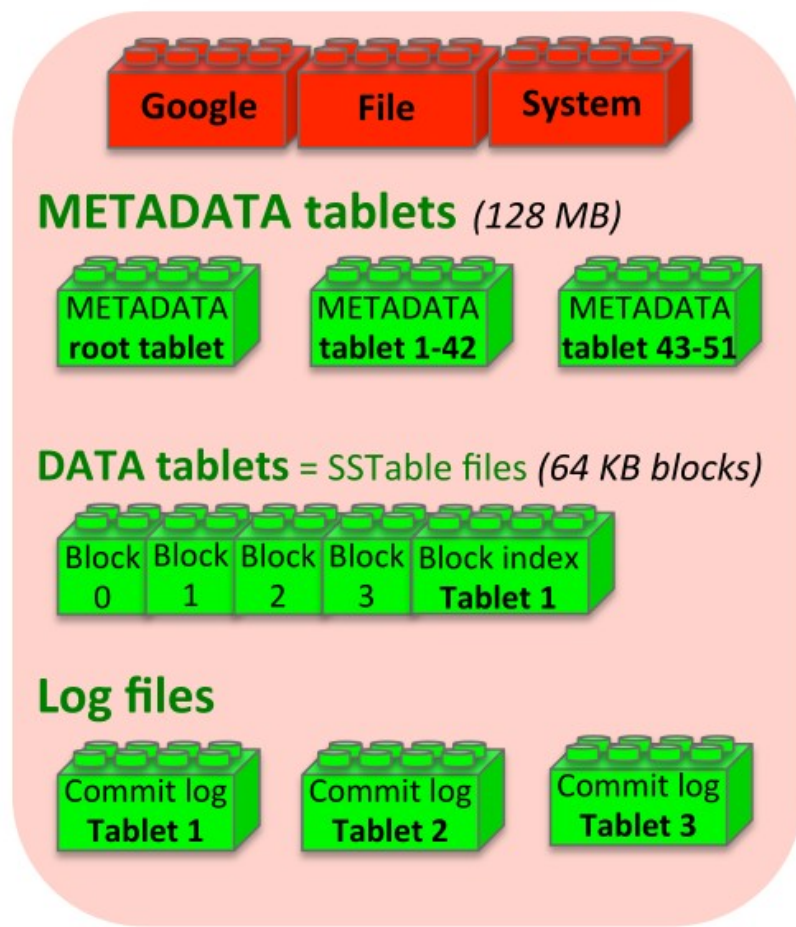 Google File System
METADATA tablets (128 MB)
METADATA
root tablet
METADATA
tablet 1-42
METADATA
tablet 43-51
DATA tablets = SSTable files (64 KB blocks)
Block
0
Block
1
Block
2
Block
3
Block index
Tablet 1
Log files
Commit log
Tablet 1
Commit log
Tablet 2
Commit log
Tablet 3